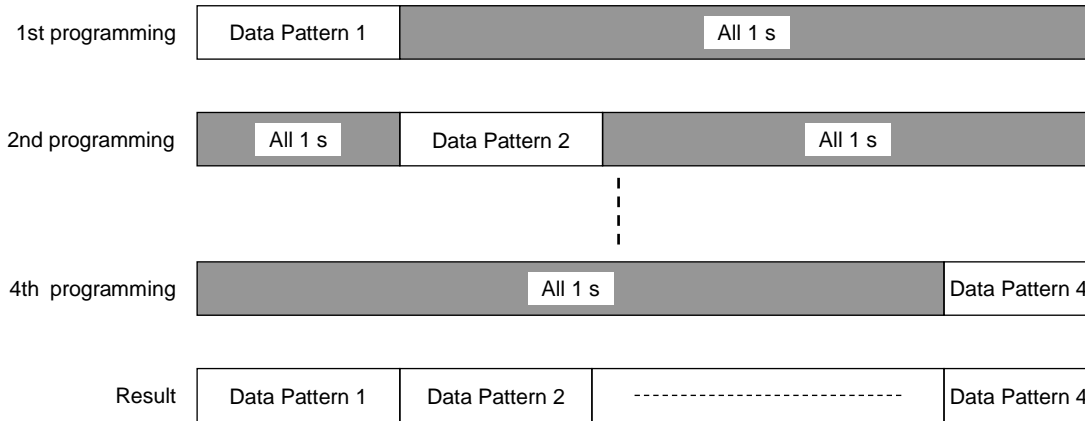 1st programming
Data Pattern 1
All 1 s
2nd programming
All 1 s
Data Pattern 2
All 1 s
4th programming
All 1 s
Data Pattern 4
Result
Data Pattern 1
Data Pattern 2
Data Pattern 4